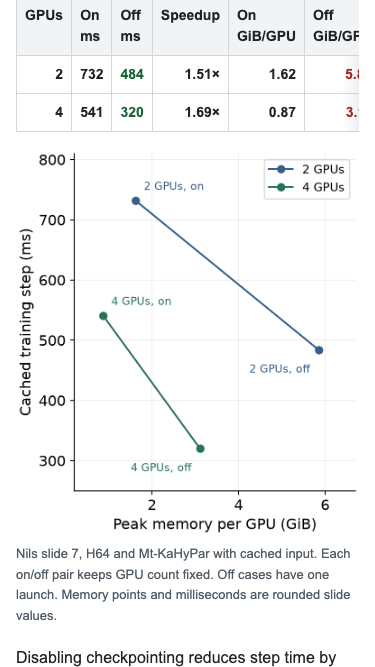 GPUs On Off Speedup On Off
ms ms GiB/GPU
2 732 484 1.51× 1.62
4 541 320 1.69× 0.87
800
700
600
500
400
300
Cached training step (ms)
2 GPUs, on
4 GPUs, on
2 GPUs, off
4 GPUs, off
2 GPUs
4 GPUs
2 4 6
Peak memory per GPU (GiB)
Nils slide 7, H64 and Mt-KaHyPar with cached input. Each
on/off pair keeps GPU count fixed. Off cases have one
launch. Memory points and milliseconds are rounded slide
values.
Disabling checkpointing reduces step time by